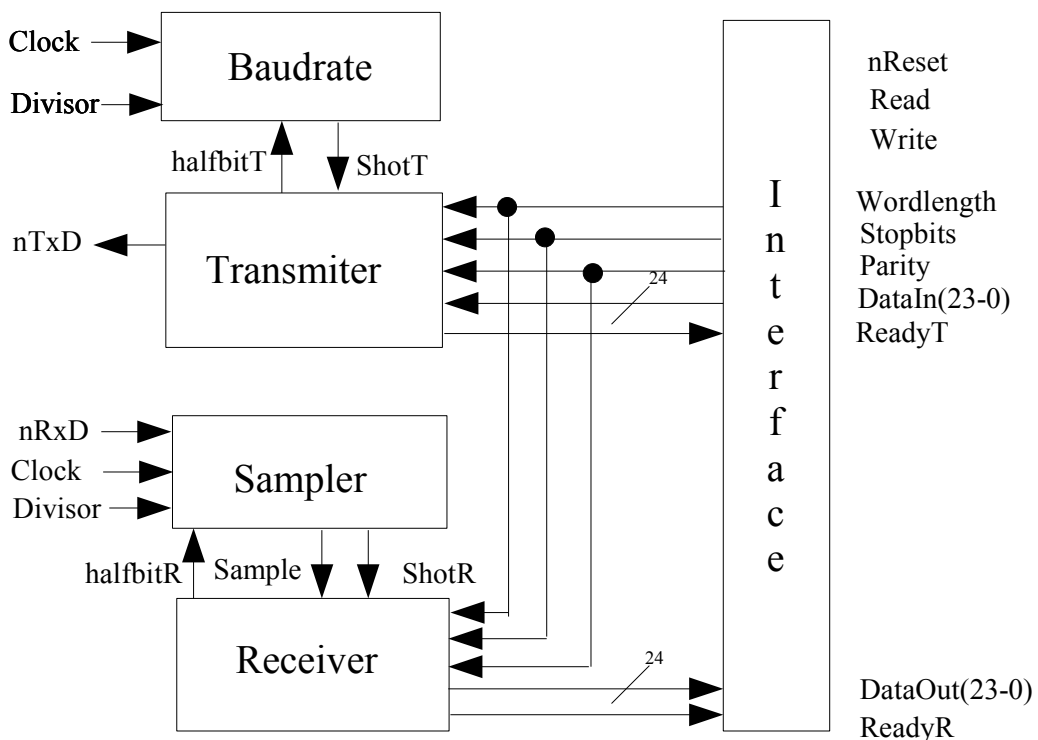 Clock
Divisor
Baudrate
halfbitT
ShotT
nTxD
Transmiter
24
nRxD
Clock
Divisor
Sampler
halfbitR
Sample
ShotR
Receiver
24
Interface
nReset
Read
Write
Wordlength
Stopbits
Parity
DataIn(23-0)
ReadyT
DataOut(23-0)
ReadyR